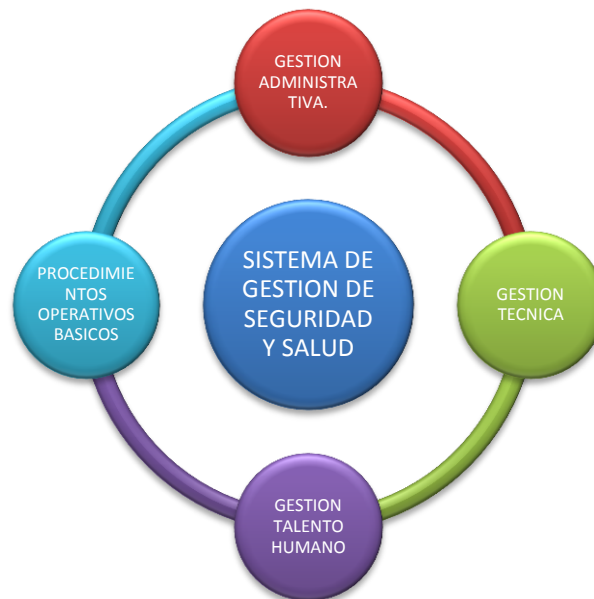 GESTION
ADMINISTRA
TIVA.
PROCEDIMIE
NTOS
OPERATIVOS
BASICOS
SISTEMA DE
GESTION DE
SEGURIDAD
Y SALUD
GESTION
TECNICA
GESTION
TALENTO
HUMANO